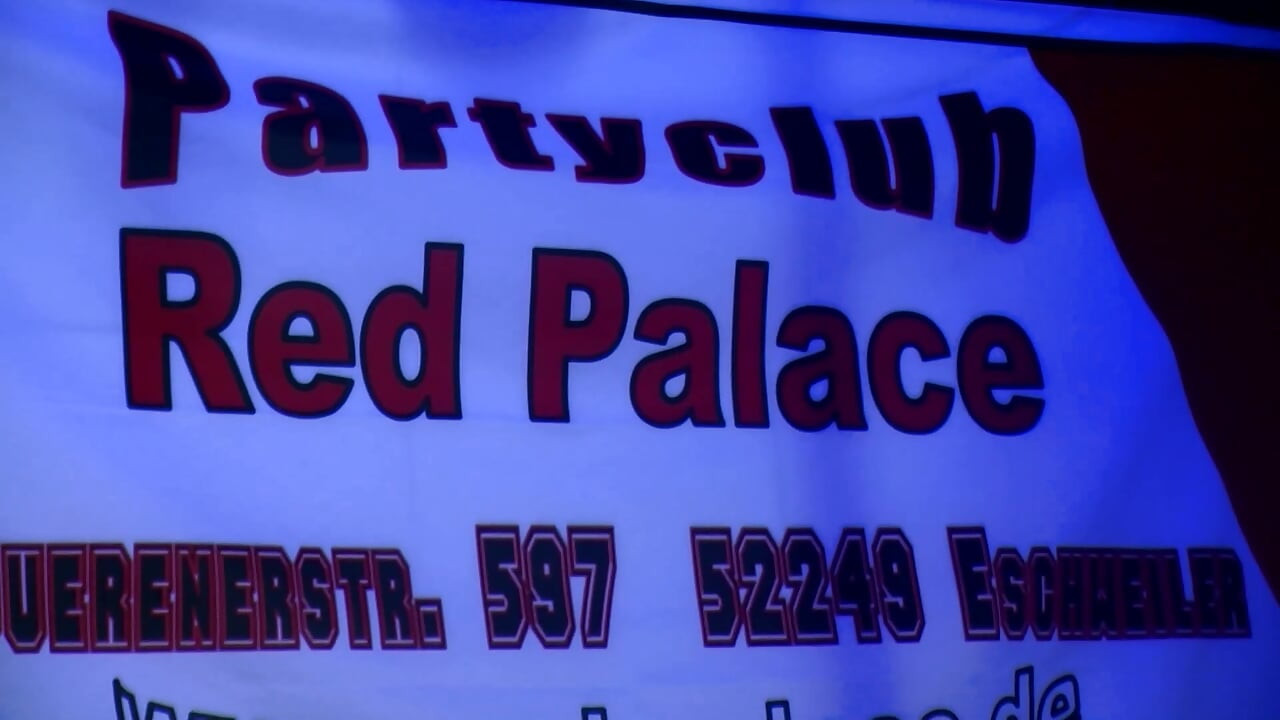 Partyclub
Red Palace
UERENERSTR. 597 52249 ESCHWEILER